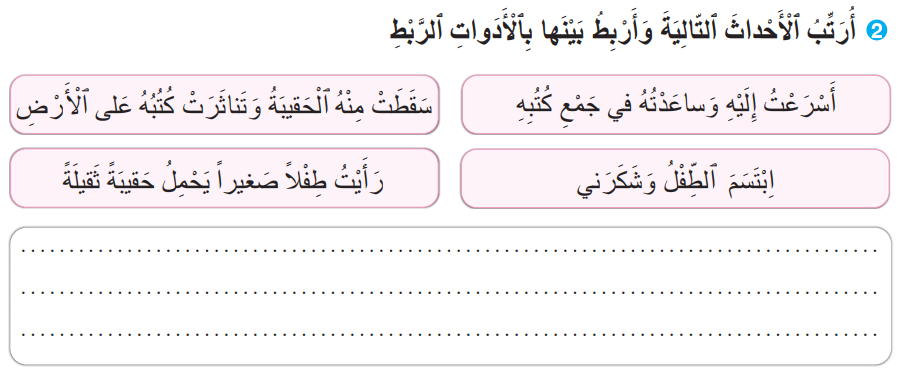 2 أُرَتِّبُ ٱلْأَحْداثَ ٱلتّالِيَةَ وَأَرْبِطُ بَيْنَها بِٱلْأَدَواتِ ٱلرَّبْطِ
أَسْرَعْتُ إِلَيْهِ وَساعَدْتُهُ في جَمْعِ كُتُبِهِ
سَقَطَتْ مِنْهُ ٱلْحَقيبَةُ وَتَناثَرَتْ كُتُبُهُ عَلى ٱلْأَرْضِ
اِبْتَسَمَ ٱلطِّفْلُ وَشَكَرَني
رَأَيْتُ طِفْلاً صَغيراً يَحْمِلُ حَقيبَةً ثَقيلَةً